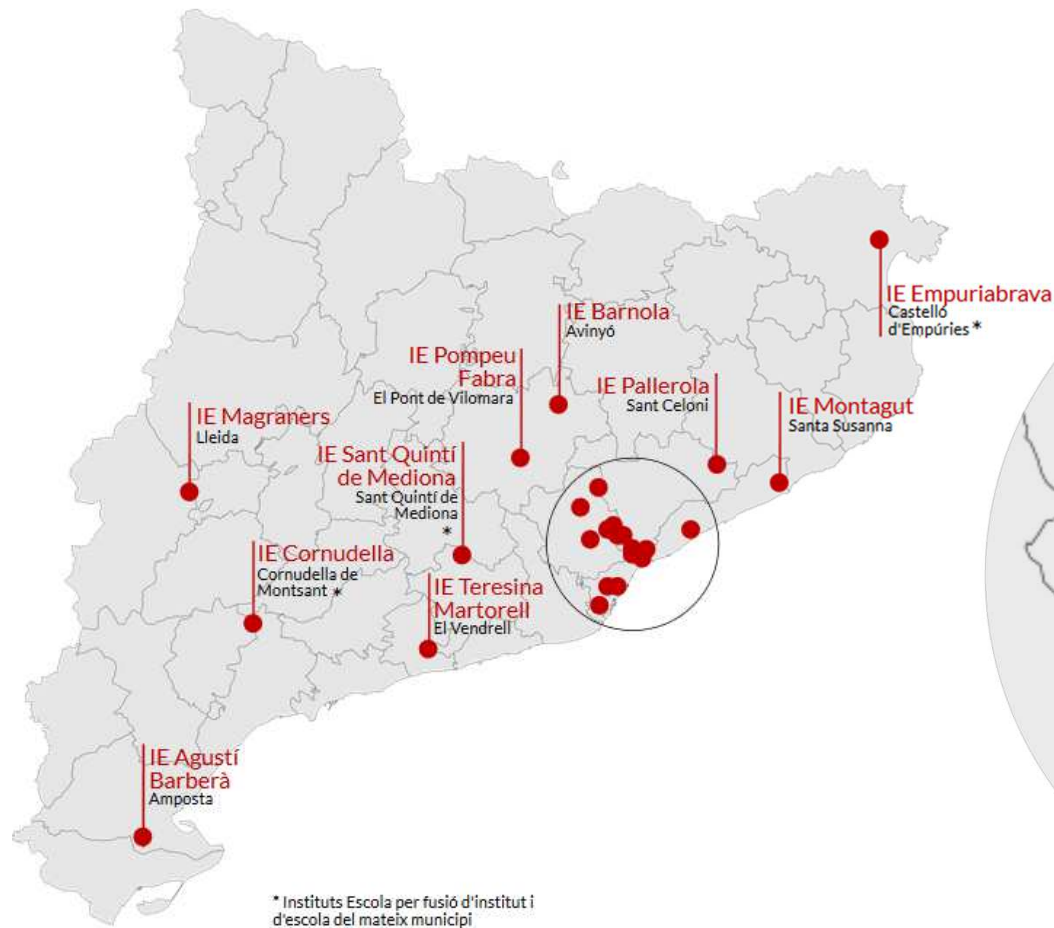 IE Empuriabrava
Castelló
d'Empúries *
IE Barnola
Avinyó
IE Pompeu
Fabra
El Pont de Vilomara
IE Pallerola
Sant Celoni
IE Montagut
Santa Susanna
IE Magraners
Lleida
IE Sant Quintí
de Mediona
Sant Quintí de
Mediona
*
IE Cornudella
Cornudella de
Montsant *
IE Teresina
Martorell
El Vendrell
IE Agustí
Barberà
Amposta
* Instituts Escola per fusió d'institut i
d'escola del mateix municipi